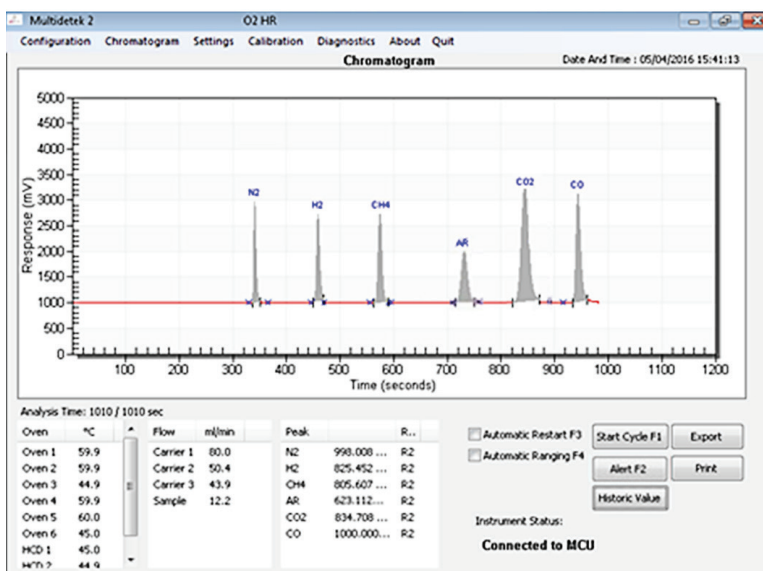 Multidetek 2 O2 HR
Configuration Chromatogram Settings Calibration Diagnostics About Quit
Chromatogram Date And Time : 05/04/2016 15:41:13
5000
4500
4000
3500
3000
2500
2000
1500
1000
500
0
Response (mV)
N2
H2
CH4
AR
CO2
CO
100 200 300 400 500 600 700 800 900 1000 1100 1200
Time (seconds)
Analysis Time: 1010 / 1010 sec
Oven °C
Oven 1 59.9
Oven 2 59.9
Oven 3 44.9
Oven 4 59.9
Oven 5 60.0
Oven 6 45.0
HCD 1 45.0
HCD 2 44.9
Flow ml/min
Carrier 1 80.0
Carrier 2 50.4
Carrier 3 43.9
Sample 12.2
Peak R...
N2 998.008 ... R2
H2 825.452 ... R2
CH4 805.607 ... R2
AR 623.112... R2
CO2 834.708 ... R2
CO 1000.000... R2
Automatic Restart F3
Automatic Ranging F4
Start Cycle F1 Export
Alert F2 Print
Historic Value
Instrument Status:
Connected to MCU